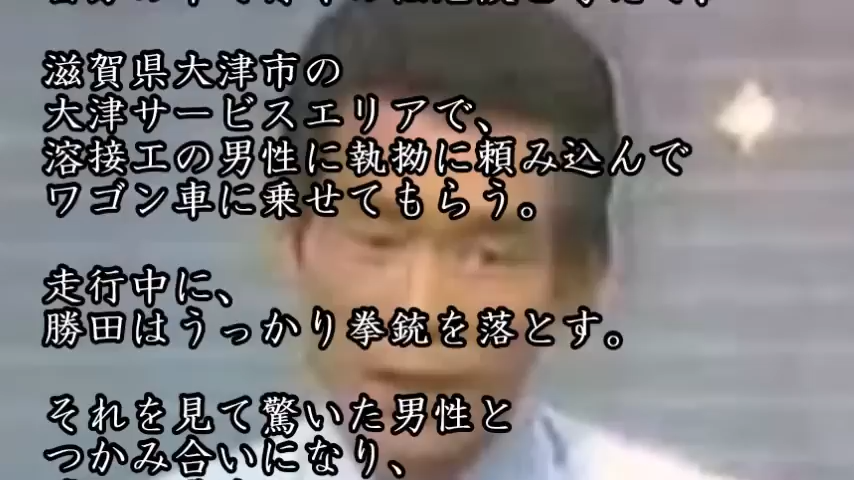 滋賀県大津市の
大津サービスエリアで、
溶接工の男性に執拗に頼み込んで
ワゴン車に乗せてもらう。
走行中に、
勝田はうっかり拳銃を落とす。
それを見て驚いた男性と
つかみ合いになり、